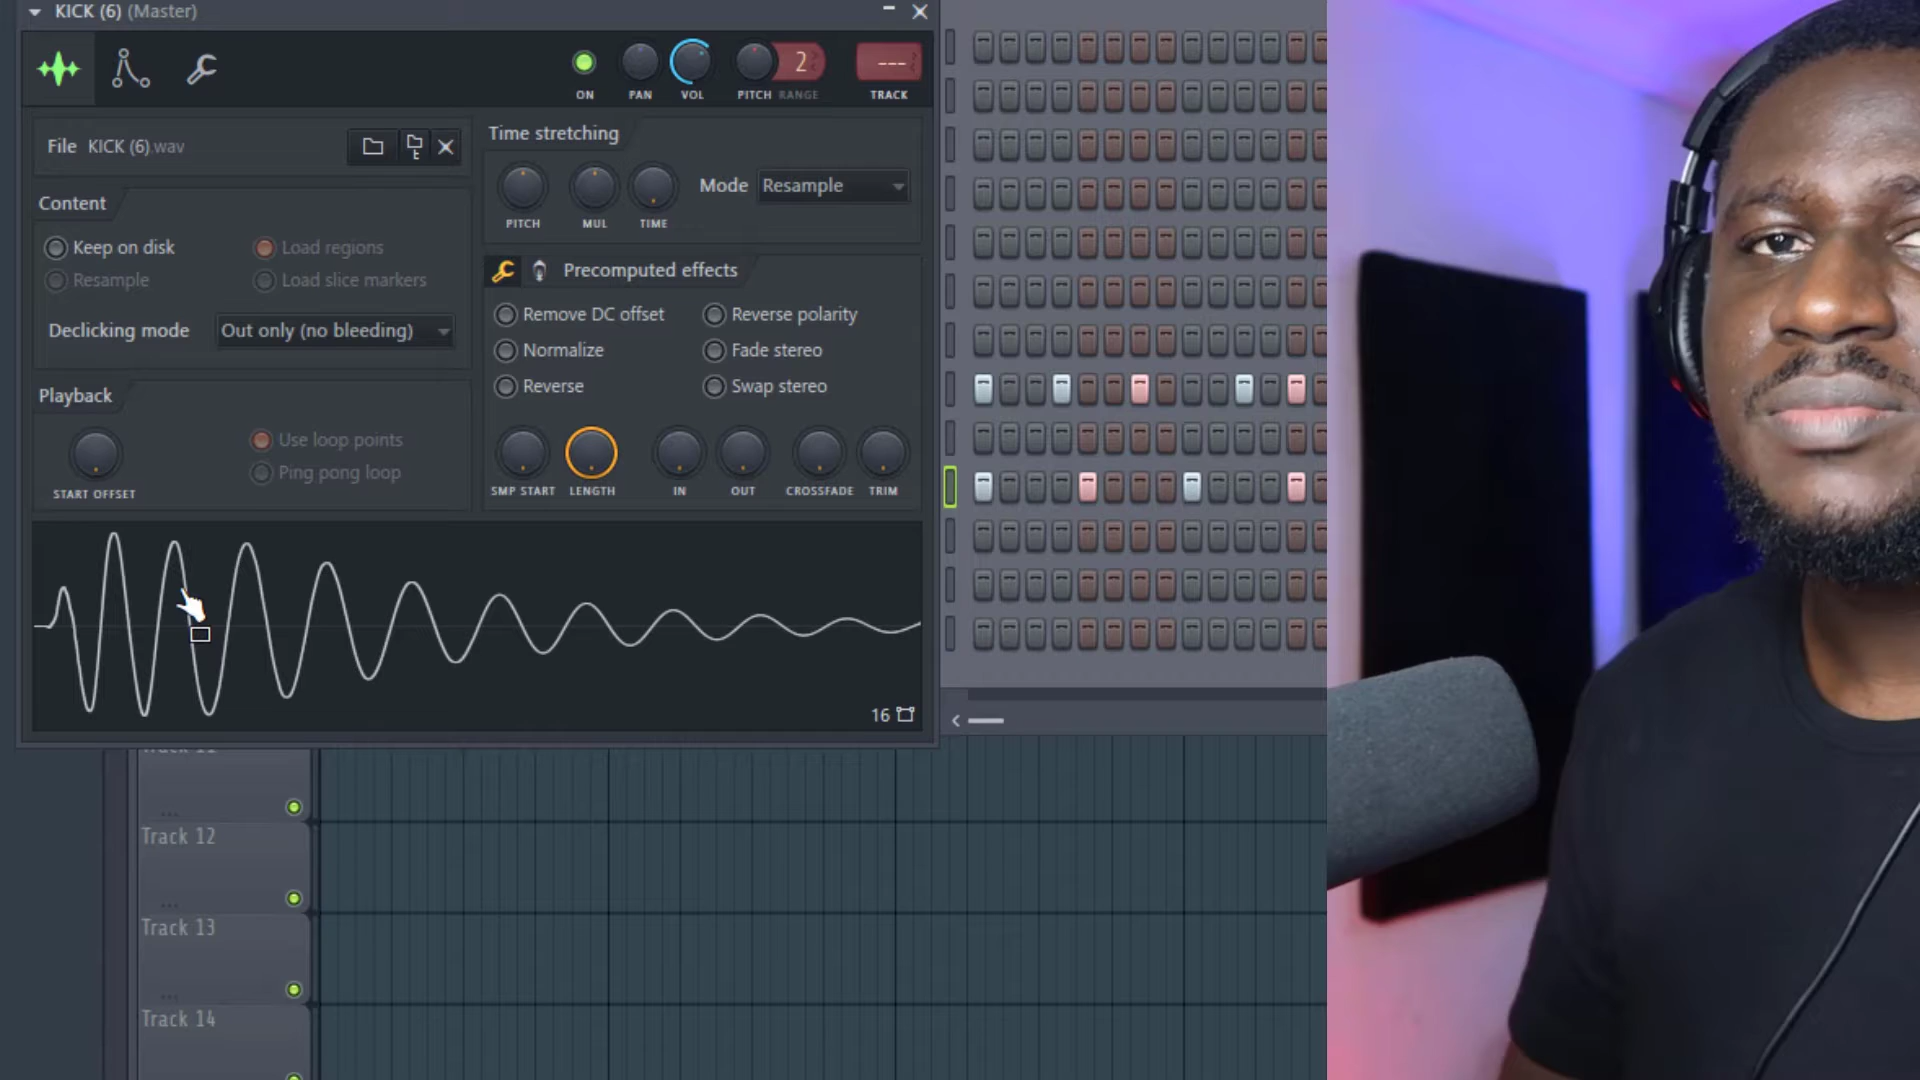 KICK (6) (Master)
ON PAN VOL PITCH RANGE 2 --- TRACK
File KICK (6).wav
Content
Keep on disk
Load regions
Resample
Load slice markers
Declicking mode Out only (no bleeding)
Playback
START OFFSET
Use loop points
Ping pong loop
Time stretching
PITCH MUL TIME
Mode Resample
Precomputed effects
Remove DC offset
Reverse polarity
Normalize
Fade stereo
Reverse
Swap stereo
SMP START LENGTH IN OUT CROSSFADE TRIM
16
Track 12
Track 13
Track 14